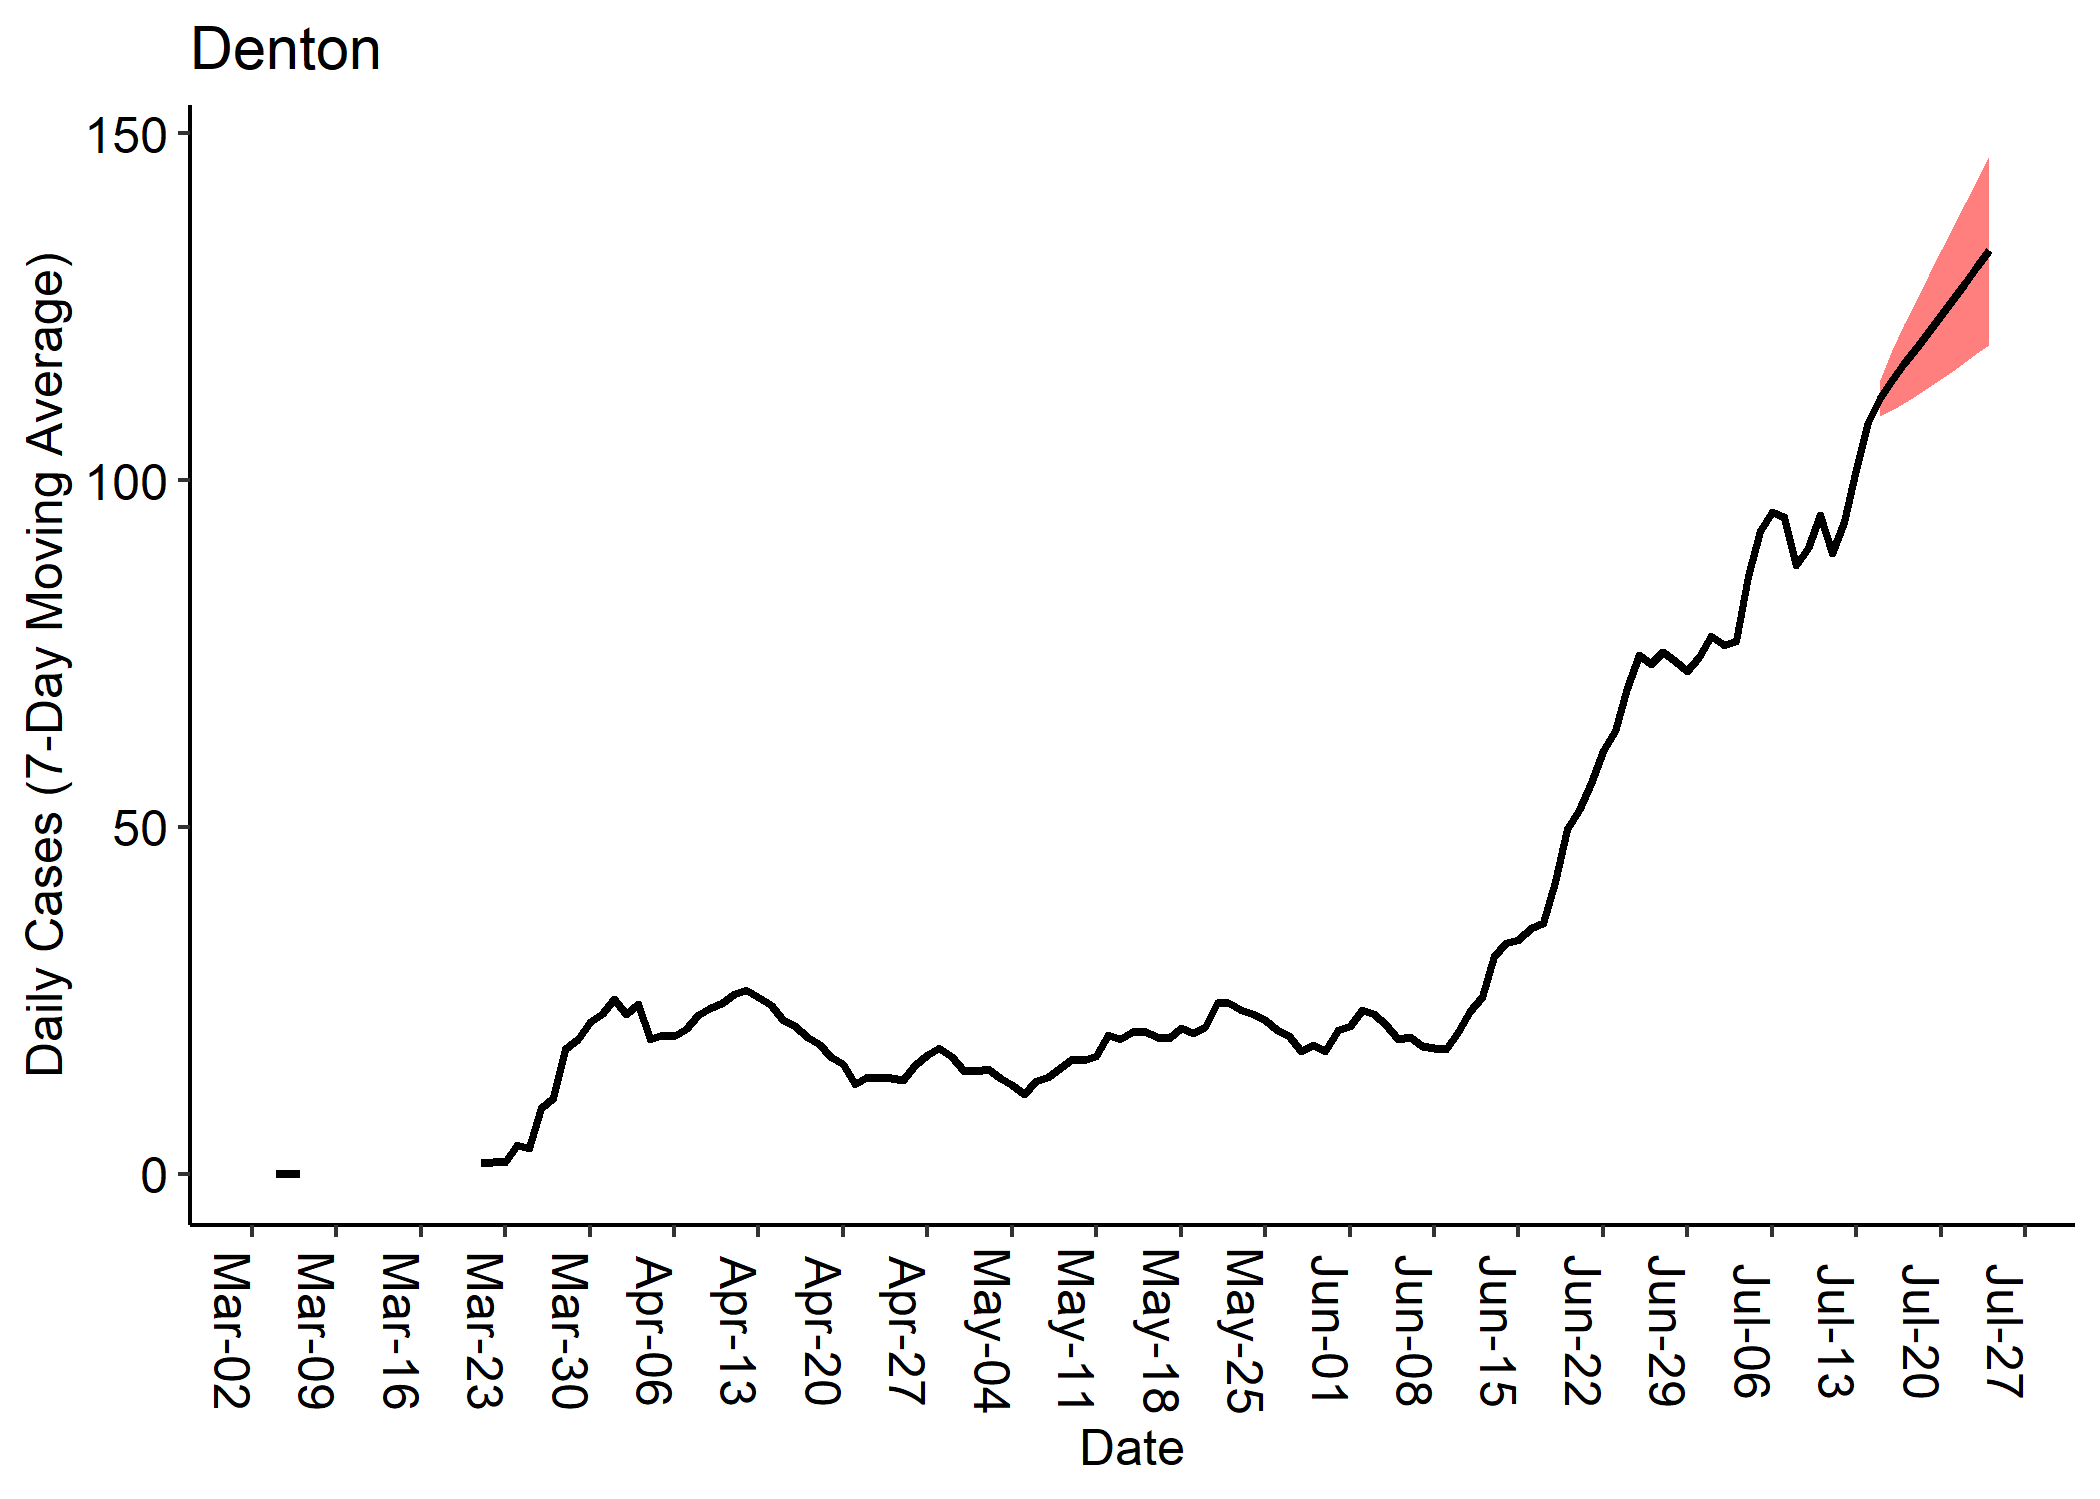 Denton
Daily Cases (7-Day Moving Average)
150
100
50
0
Mar-02
Mar-09
Mar-16
Mar-23
Mar-30
Apr-06
Apr-13
Apr-20
Apr-27
May-04
May-11
May-18
May-25
Jun-01
Jun-08
Jun-15
Jun-22
Jun-29
Jul-06
Jul-13
Jul-20
Jul-27
Date